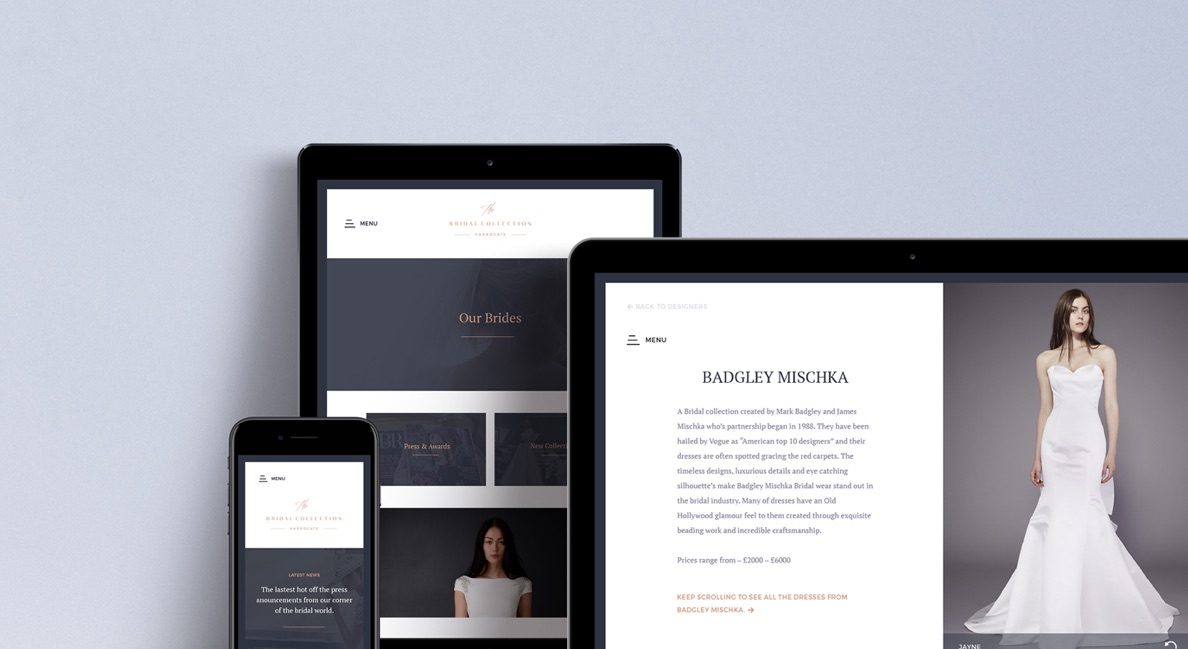 MENU
The
BRIDAL COLLECTION
HARROGATE
Our Brides
Press & Awards
New Collecti
MENU
The
BRIDAL COLLECTION
HARROGATE
LATEST NEWS
The lastest hot off the press
anouncements from our corner
of the bridal world.
← BACK TO DESIGNERS
MENU
BADGLEY MISCHKA
A Bridal collection created by Mark Badgley and James
Mischka who's partnership began in 1988. They have been
hailed by Vogue as "American top 10 designers" and their
dresses are often spotted gracing the red carpets. The
timeless designs, luxurious details and eye catching
silhouette's make Badgley Mischka Bridal wear stand out in
the bridal industry. Many of dresses have an Old
Hollywood glamour feel to them created through exquisite
beading work and incredible craftsmanship.
Prices range from – £2000 – £6000
KEEP SCROLLING TO SEE ALL THE DRESSES FROM
BADGLEY MISCHKA. →
JAYNE